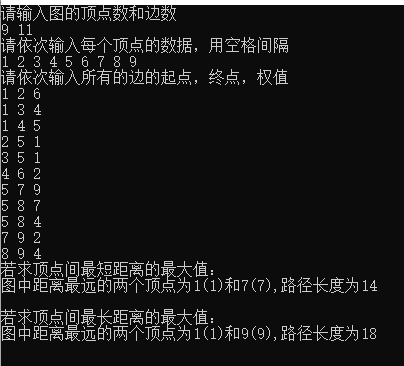 请输入图的顶点数和边数
9 11
请依次输入每个顶点的数据，用空格间隔
1 2 3 4 5 6 7 8 9
请依次输入所有的边的起点，终点，权值
1 2 6
1 3 4
1 4 5
2 5 1
3 5 1
4 6 2
5 7 9
5 8 7
5 8 4
7 9 2
8 9 4
若求顶点间最短距离的最大值：
图中距离最远的两个顶点为1(1)和7(7),路径长度为14
若求顶点间最长距离的最大值：
图中距离最远的两个顶点为1(1)和9(9),路径长度为18